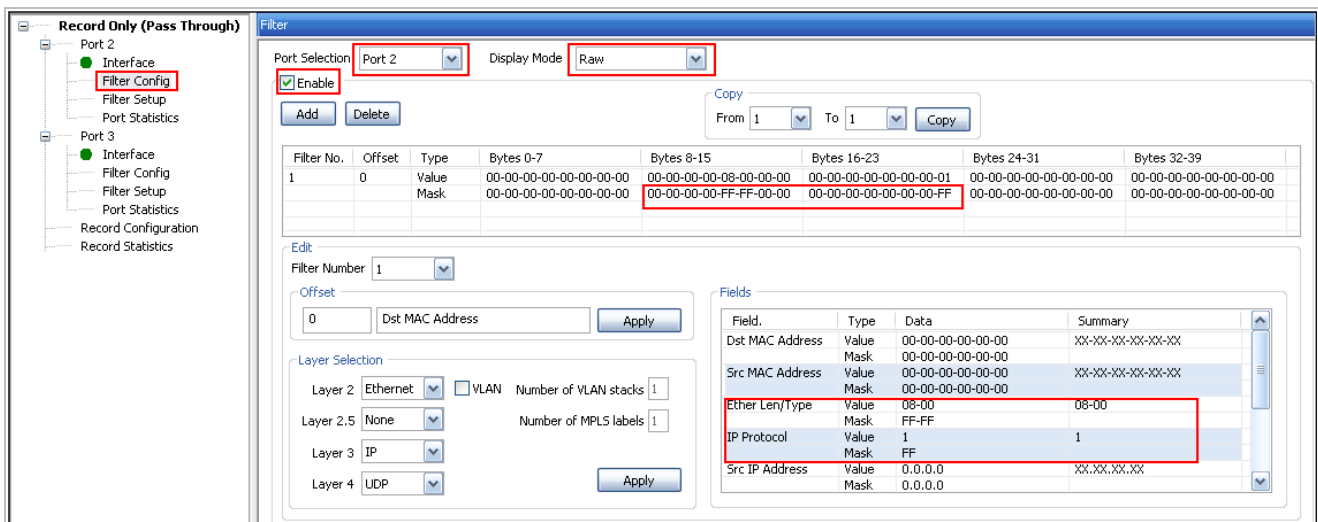 Record Only (Pass Through)
Port 2
Interface
Filter Config
Filter Setup
Port Statistics
Port 3
Interface
Filter Config
Filter Setup
Port Statistics
Record Configuration
Record Statistics
Filter
Port Selection Port 2 Display Mode Raw
Enable
Add Delete
Copy
From 1 To 1 Copy
Filter No. Offset Type Bytes 0-7 Bytes 8-15 Bytes 16-23 Bytes 24-31 Bytes 32-39
1 0 Value 00-00-00-00-00-00-00-00 00-00-00-00-08-00-00-00 00-00-00-00-00-00-00-01 00-00-00-00-00-00-00-00 00-00-00-00-00-00-00-00
Mask 00-00-00-00-00-00-00-00 00-00-00-00-FF-FF-00-00 00-00-00-00-00-00-00-FF 00-00-00-00-00-00-00-00 00-00-00-00-00-00-00-00
Edit
Filter Number 1
Offset
0 Dst MAC Address Apply
Layer Selection
Layer 2 Ethernet VLAN Number of VLAN stacks 1
Layer 2.5 None Number of MPLS labels 1
Layer 3 IP
Layer 4 UDP Apply
Fields
Field. Type Data Summary
Dst MAC Address Value 00-00-00-00-00-00 XX-XX-XX-XX-XX-XX
Mask 00-00-00-00-00-00
Src MAC Address Value 00-00-00-00-00-00 XX-XX-XX-XX-XX-XX
Mask 00-00-00-00-00-00
Ether Len/Type Value 08-00 08-00
Mask FF-FF
IP Protocol Value 1 1
Mask FF
Src IP Address Value 0.0.0.0 XX.XX.XX.XX
Mask 0.0.0.0